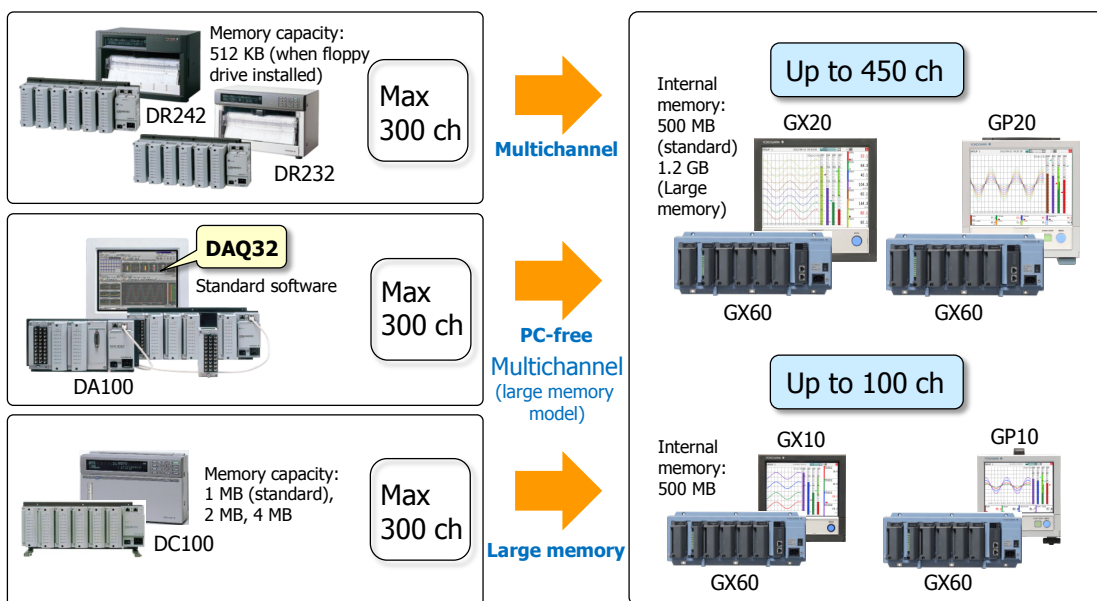 Memory capacity:
512 KB (when floppy
drive installed)
DR242
DR232
Max
300 ch
Multichannel
DAQ32
Standard software
DA100
Max
300 ch
PC-free
Multichannel
(large memory
model)
Memory capacity:
1 MB (standard),
2 MB, 4 MB
DC100
Max
300 ch
Large memory
Up to 450 ch
Internal
memory:
500 MB
(standard)
1.2 GB
(Large
memory)
GX20
GP20
GX60
GX60
Up to 100 ch
Internal
memory:
500 MB
GX10
GP10
GX60
GX60